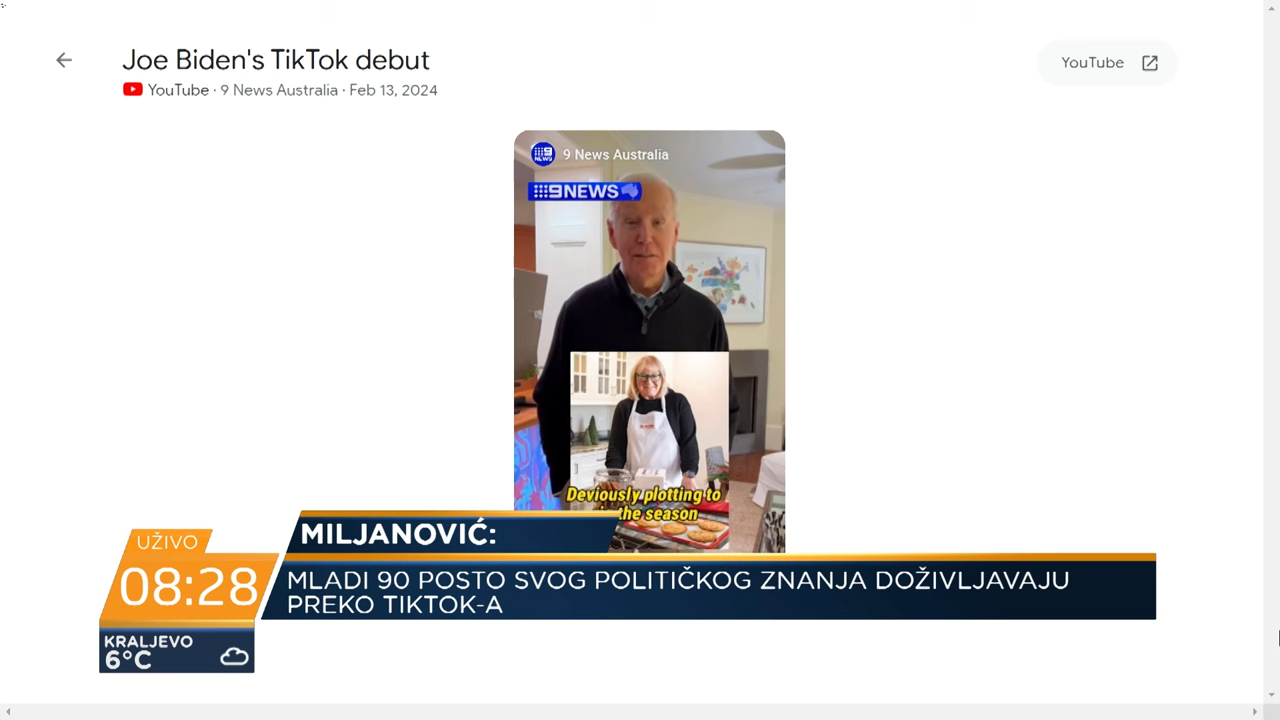 Joe Biden's TikTok debut
YouTube · 9 News Australia · Feb 13, 2024
YouTube
9 News Australia
9NEWS
Deviously plotting to
the season
UŽIVO
08:28
MILJANOVIĆ:
MLADI 90 POSTO SVOG POLITIČKOG ZNANJA DOŽIVLJAVAJU
PREKO TIKTOK-A
KRALJEVO
6°C